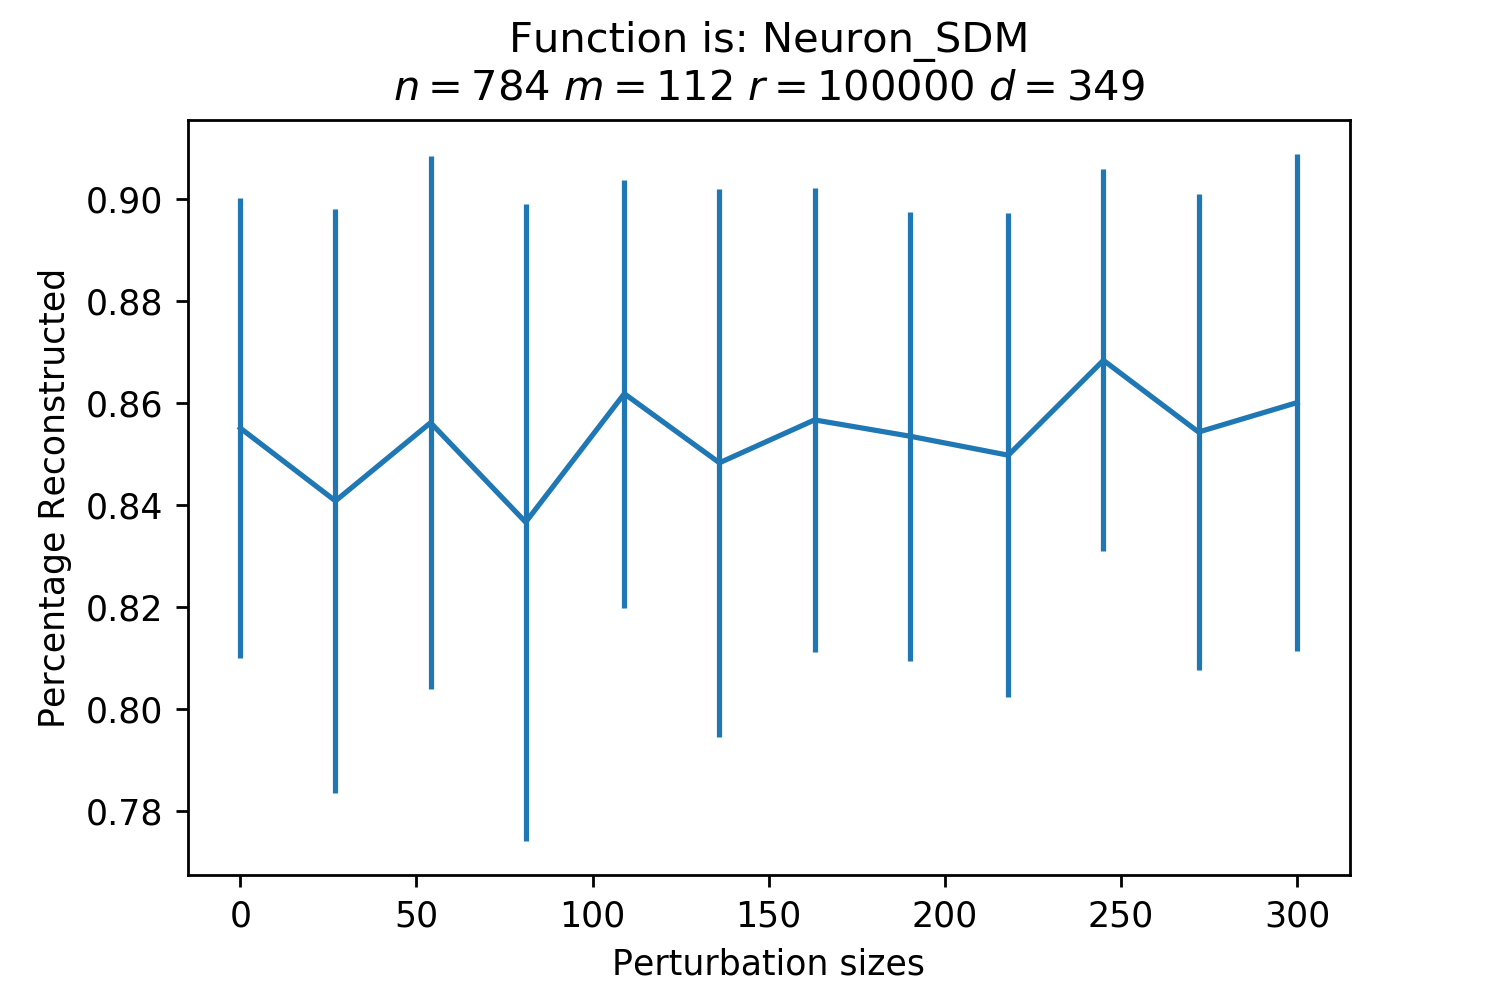 Function is: Neuron_SDM
n = 784 m = 112 r = 100000 d = 349
Percentage Reconstructed
0.90
0.88
0.86
0.84
0.82
0.80
0.78
0 50 100 150 200 250 300
Perturbation sizes